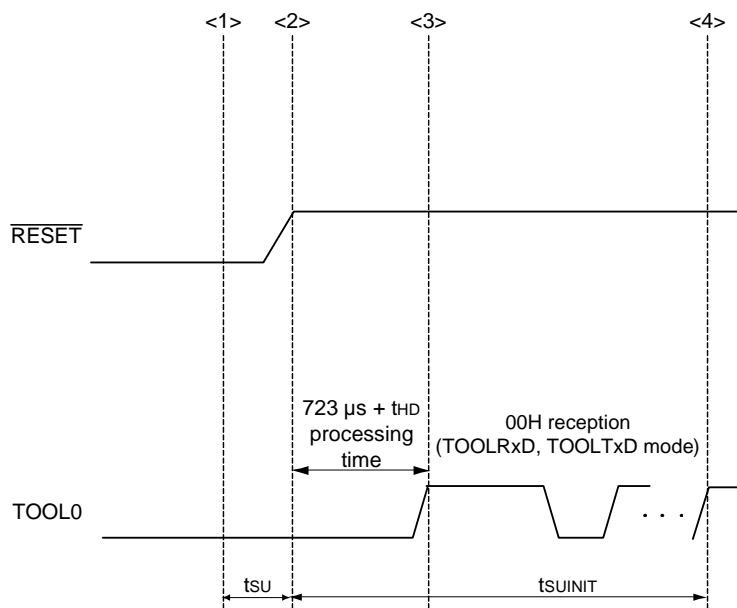 <1> <2> <3> <4>
RESET
723 µs + tHD
processing
time
00H reception
(TOOLRxD, TOOLTxD mode)
TOOL0
. . .
tSU tSUINIT